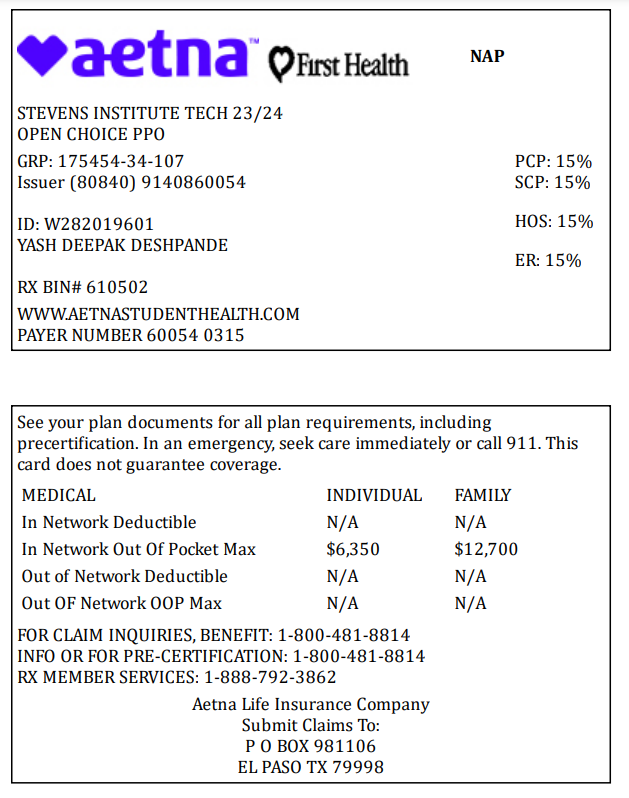 aetna™ First Health NAP
STEVENS INSTITUTE TECH 23/24
OPEN CHOICE PPO
GRP: 175454-34-107 PCP: 15%
Issuer (80840) 9140860054 SCP: 15%
ID: W282019601 HOS: 15%
YASH DEEPAK DESHPANDE
ER: 15%
RX BIN# 610502
WWW.AETNASTUDENTHEALTH.COM
PAYER NUMBER 60054 0315
See your plan documents for all plan requirements, including
precertification. In an emergency, seek care immediately or call 911. This
card does not guarantee coverage.
MEDICAL INDIVIDUAL FAMILY
In Network Deductible N/A N/A
In Network Out Of Pocket Max $6,350 $12,700
Out of Network Deductible N/A N/A
Out OF Network OOP Max N/A N/A
FOR CLAIM INQUIRIES, BENEFIT: 1-800-481-8814
INFO OR FOR PRE-CERTIFICATION: 1-800-481-8814
RX MEMBER SERVICES: 1-888-792-3862
Aetna Life Insurance Company
Submit Claims To:
P O BOX 981106
EL PASO TX 79998